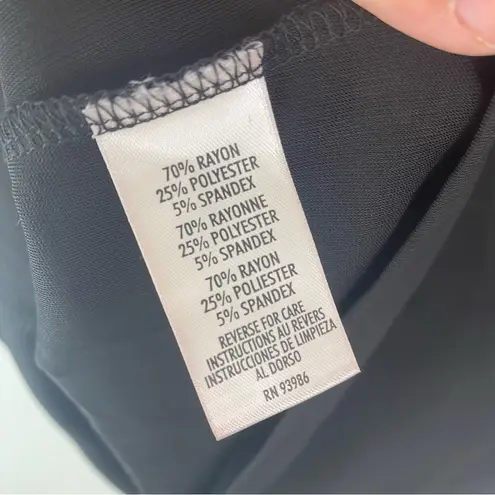 70% RAYON
25% POLYESTER
5% SPANDEX
70% RAYONNE
25% POLYESTER
5% SPANDEX
70% RAYON
25% POLIESTER
5% SPANDEX
REVERSE FOR CARE
INSTRUCTIONS AU REVERS
INSTRUCCIONES DE LIMPIEZA
AL DORSO
RN 93986